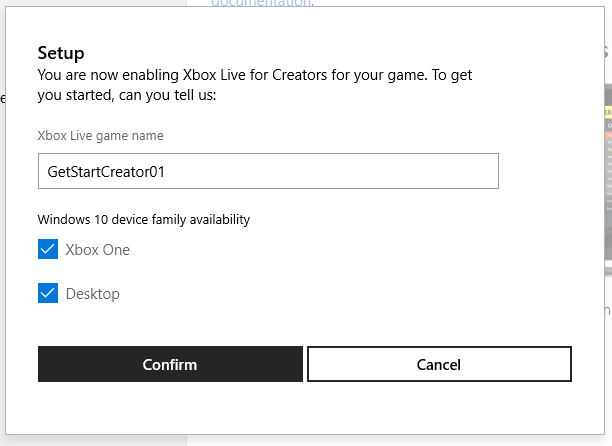 documentation.
Setup
You are now enabling Xbox Live for Creators for your game. To get
you started, can you tell us:
Xbox Live game name
GetStartCreator01
Windows 10 device family availability
Xbox One
Desktop
Confirm
Cancel